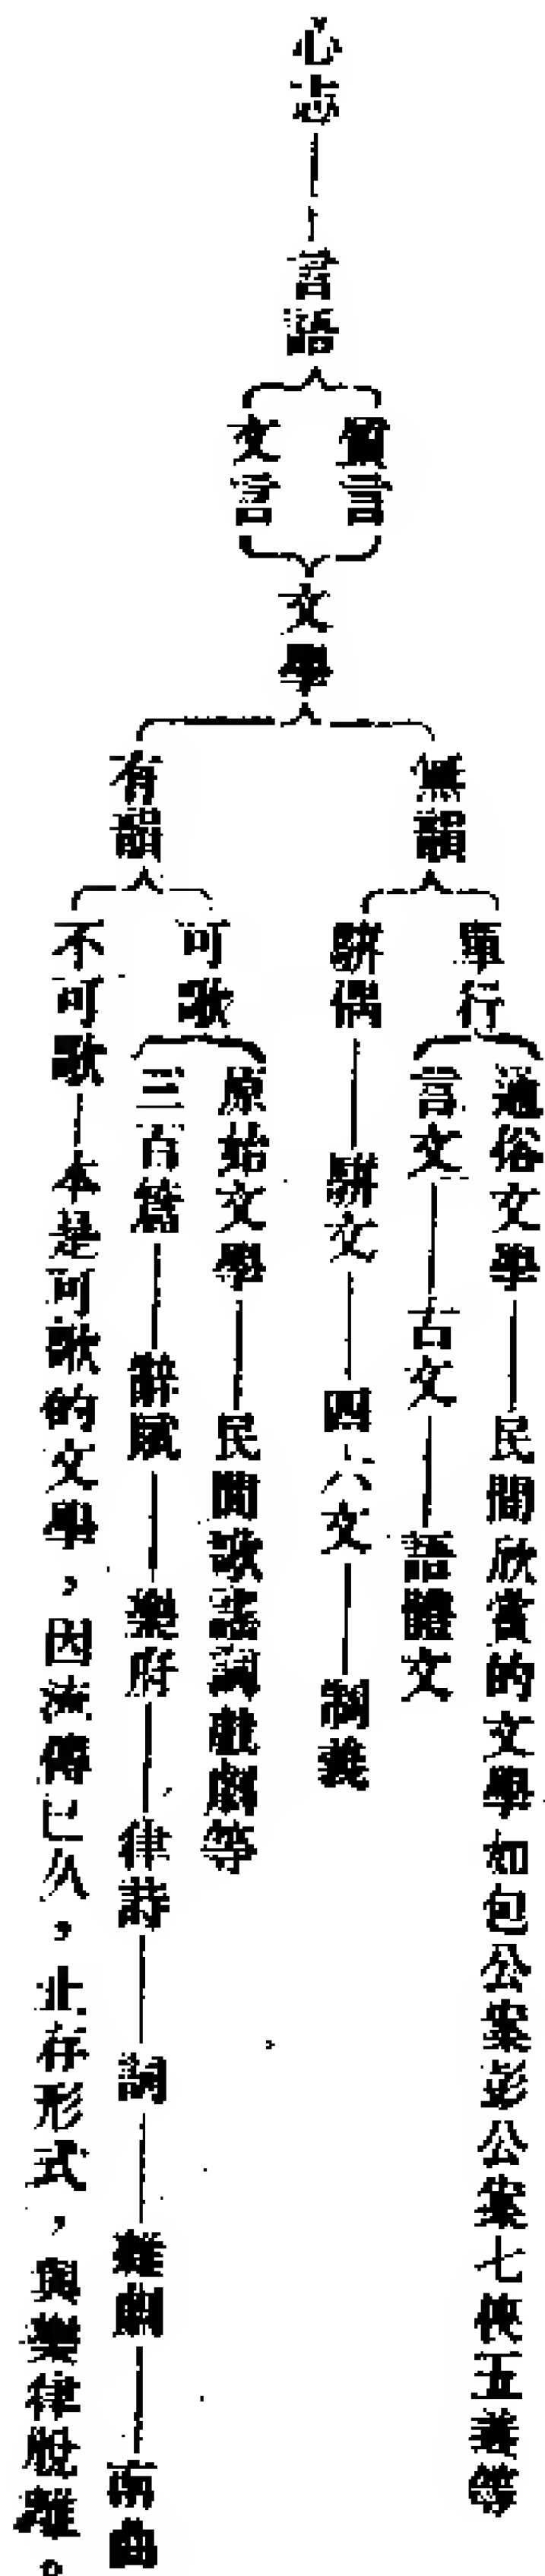 心志——言語
質言
文言
文學
無韻
單行
通俗文學——民間欣賞的文學如包公案彭公案七俠五義等
言文——古文——語體文
駢偶——駢文——四六文——制義
有韻
可歌
原始文學——民間歌謠詞戲劇等
三百篇——辭賦——樂府——律詩——詞——雜劇——南曲
不可歌—本是可歌的文學，因流傳已久，止存形式，與樂律脫離。